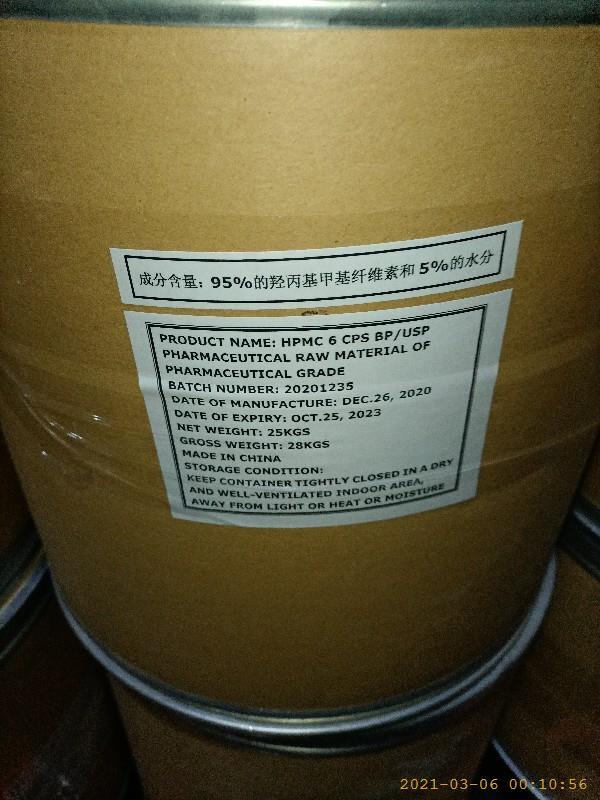 成分含量：95%的羟丙基甲基纤维素和 5%的水分
PRODUCT NAME: HPMC 6 CPS BP/USP
PHARMACEUTICAL RAW MATERIAL OF
PHARMACEUTICAL GRADE
BATCH NUMBER: 20201235
DATE OF MANUFACTURE: DEC.26, 2020
DATE OF EXPIRY: OCT.25, 2023
NET WEIGHT: 25KGS
GROSS WEIGHT: 28KGS
MADE IN CHINA
STORAGE CONDITION:
KEEP CONTAINER TIGHTLY CLOSED IN A DRY
AND WELL-VENTILATED INDOOR AREA,
AWAY FROM LIGHT OR HEAT OR MOISTURE
2021-03-06 00:10:56